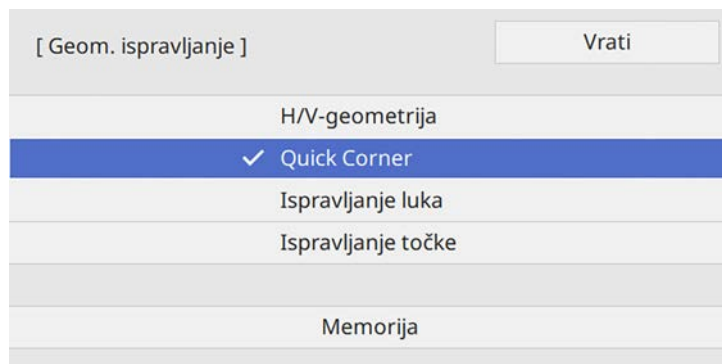 [ Geom. ispravljanje ]
Vrati
H/V-geometrija
Quick Corner
Ispravljanje luka
Ispravljanje točke
Memorija